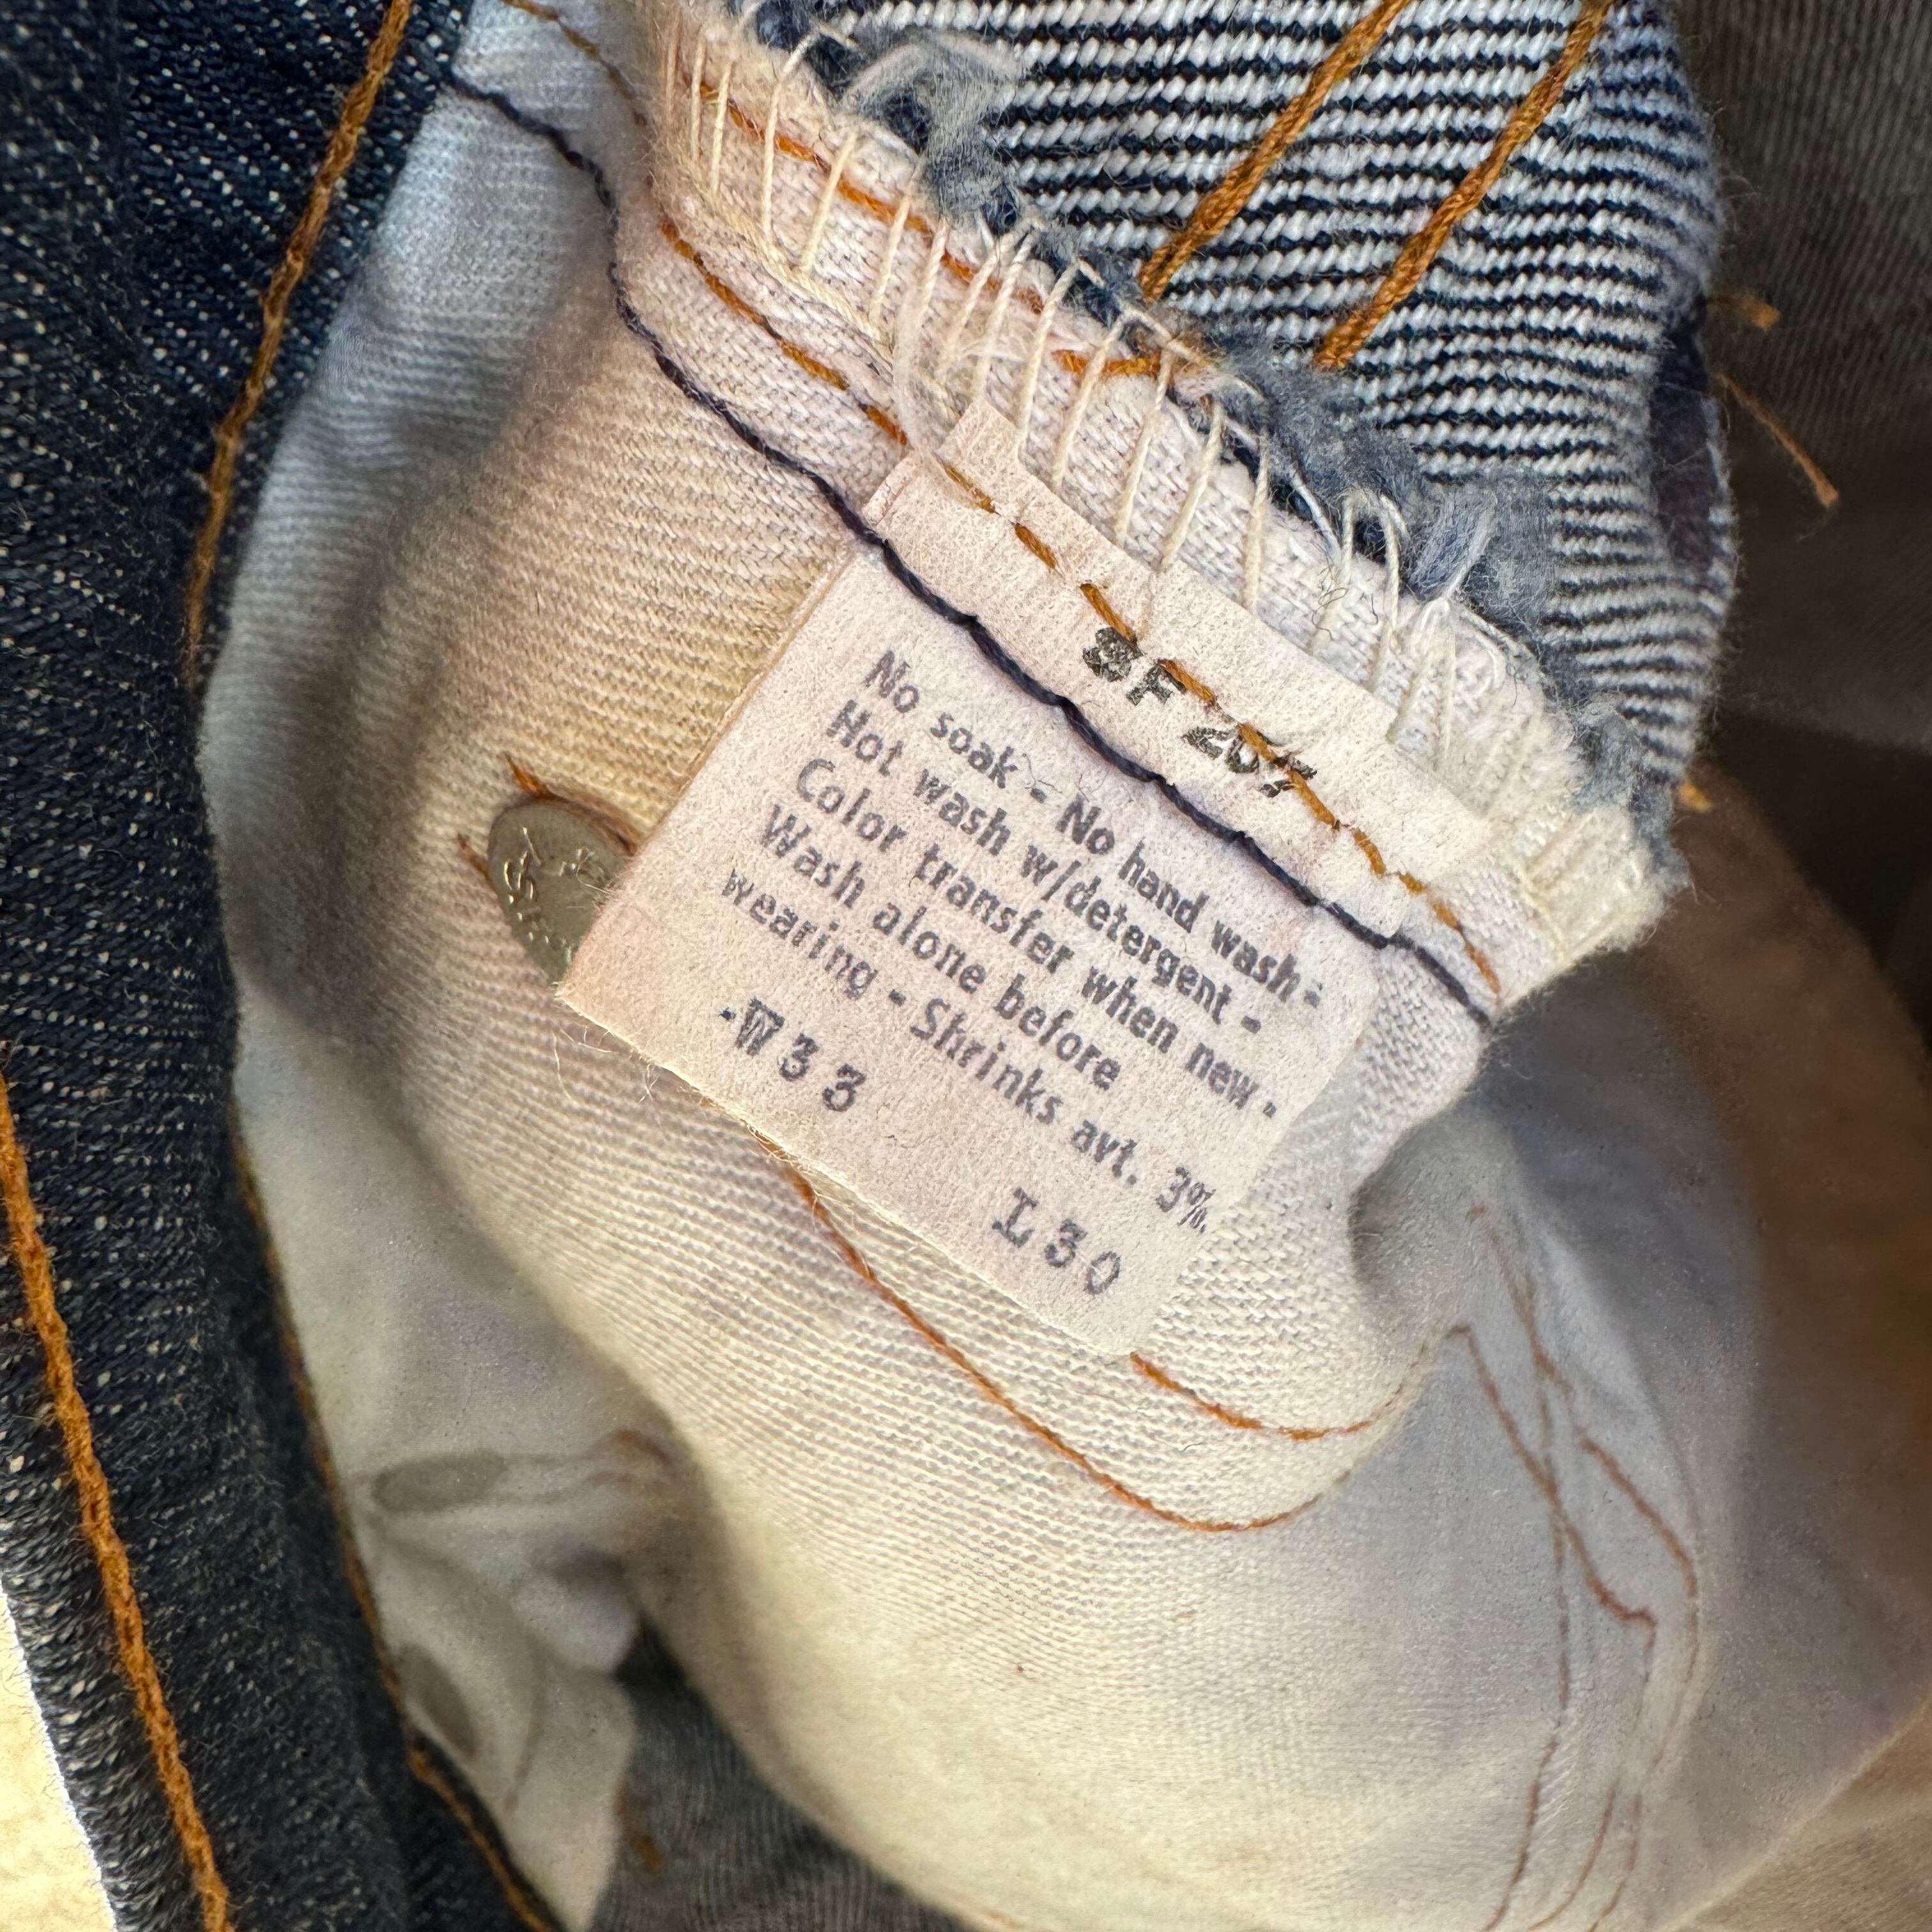 8F 207
No soak - No hand wash -
Hot wash w/detergent -
Color transfer when new -
Wash alone before
wearing - Shrinks avt. 3%.
W33 L30